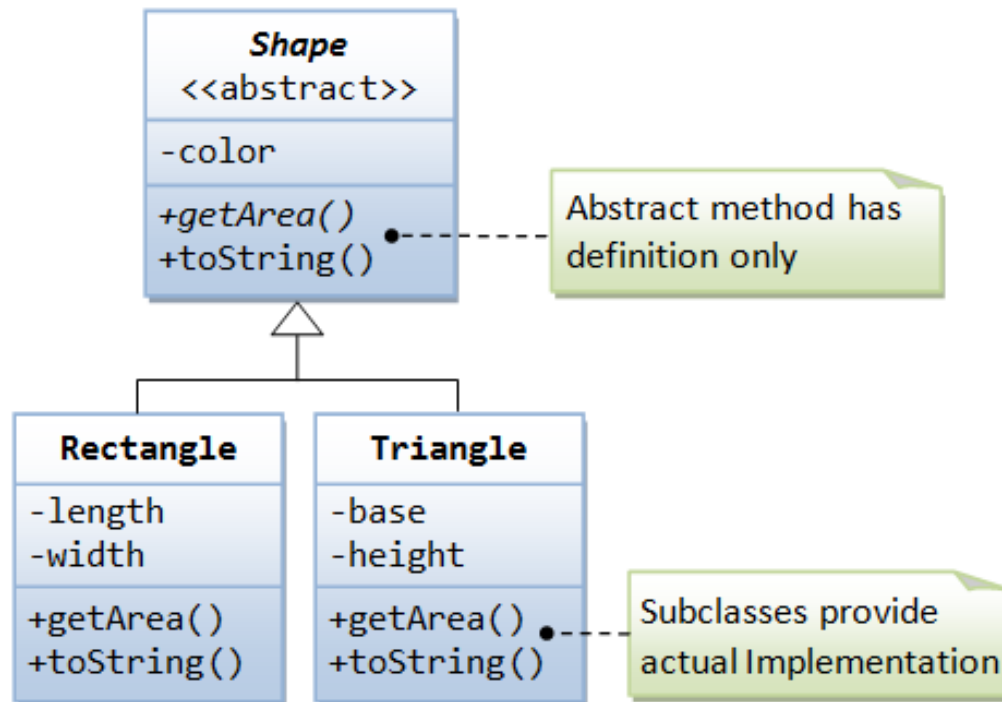 Shape
<<abstract>>
-color
+getArea()
+toString()
Abstract method has
definition only
Rectangle
-length
-width
+getArea()
+toString()
Triangle
-base
-height
+getArea()
+toString()
Subclasses provide
actual Implementation